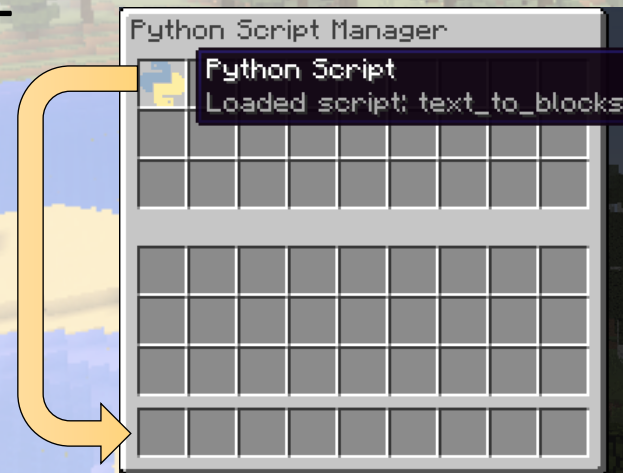 Python Script Manager
Python Script
Loaded script: text_to_blocks